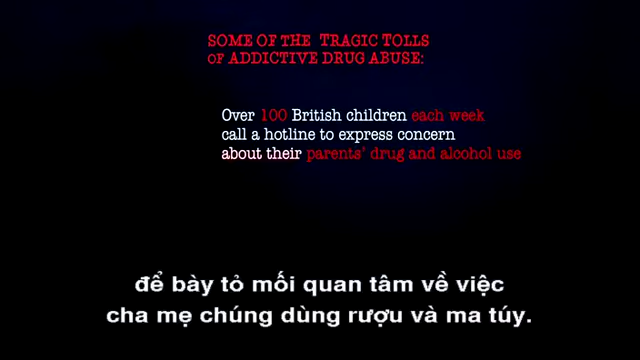 SOME OF THE TRAGIC TOLLS
OF ADDICTIVE DRUG ABUSE:
Over 100 British children each week
call a hotline to express concern
about their parents' drug and alcohol use
để bày tỏ mối quan tâm về việc
cha mẹ chúng dùng rượu và ma túy.